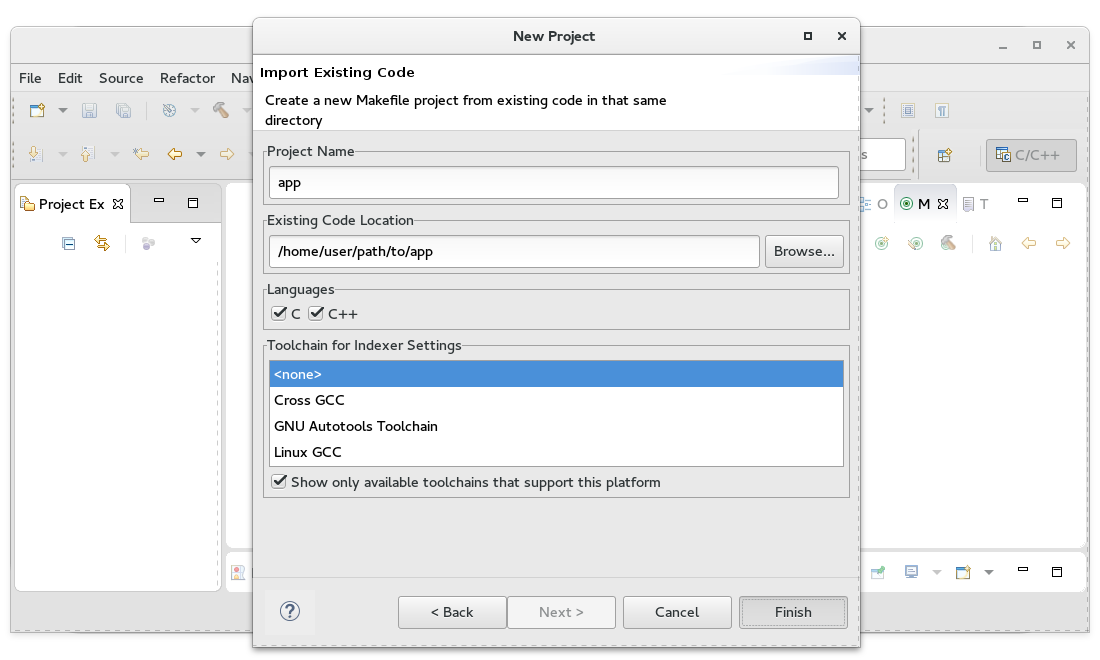 New Project
File Edit Source Refactor Nav
Import Existing Code
Create a new Makefile project from existing code in that same
directory
Project Name
app
s
C/C++
Project Ex
O
M
T
Existing Code Location
/home/user/path/to/app
Browse...
Languages
C
C++
Toolchain for Indexer Settings
<none>
Cross GCC
GNU Autotools Toolchain
Linux GCC
Show only available toolchains that support this platform
?
< Back
Next >
Cancel
Finish